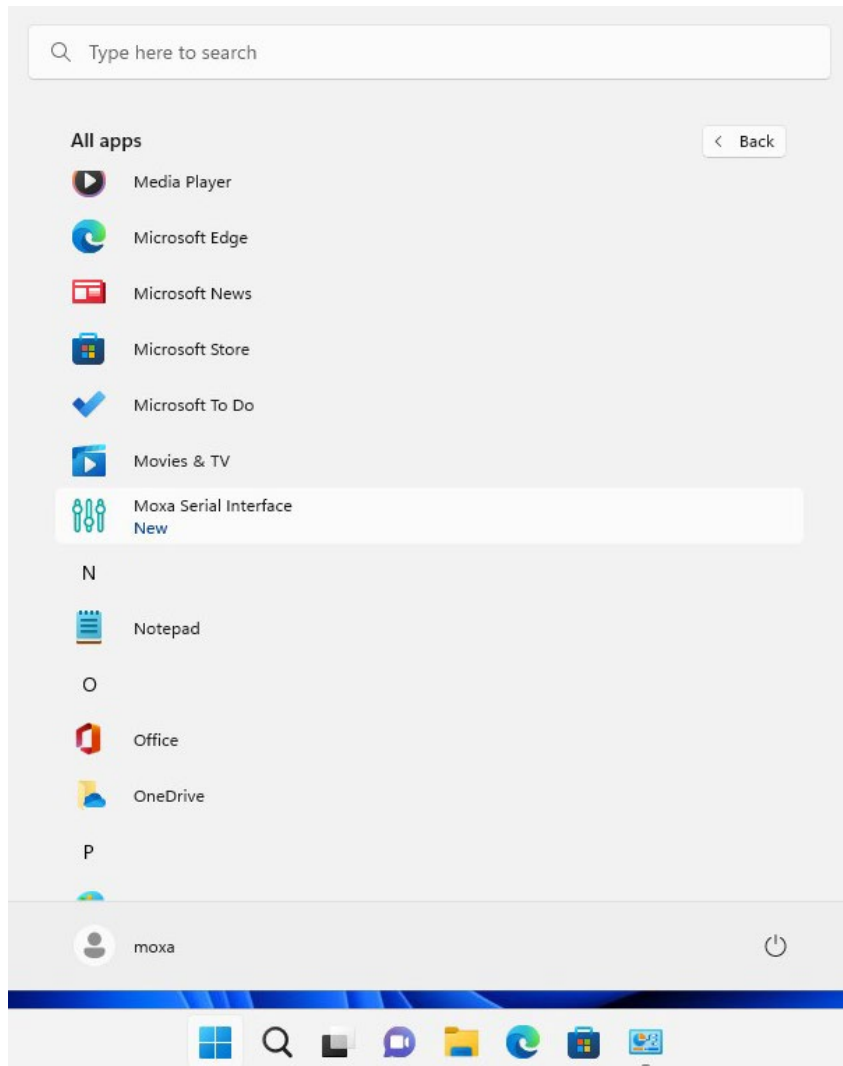 Type here to search
All apps
Back
Media Player
Microsoft Edge
Microsoft News
Microsoft Store
Microsoft To Do
Movies & TV
Moxa Serial Interface
New
N
Notepad
O
Office
OneDrive
P
moxa